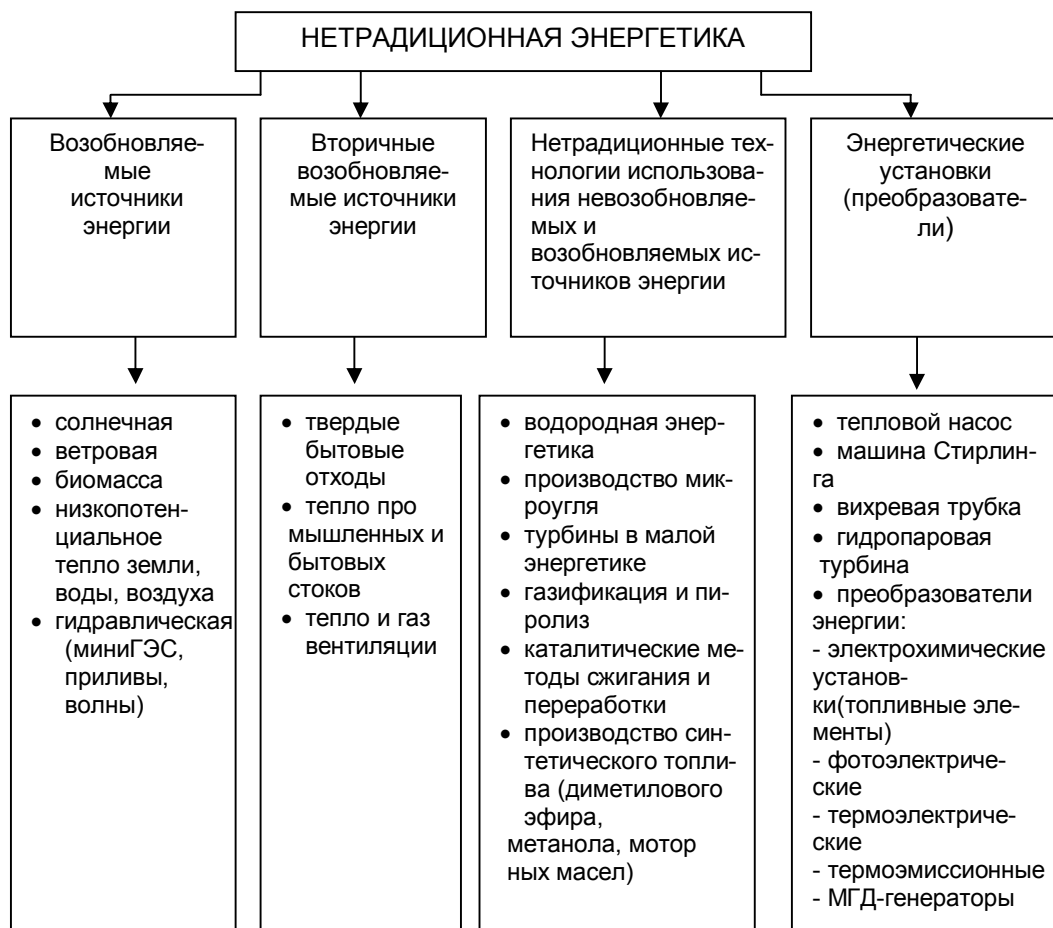 НЕТРАДИЦИОННАЯ ЭНЕРГЕТИКА
Возобновляе-
мые
источники
энергии
Вторичные
возобновляе-
мые источники
энергии
Нетрадиционные тех-
нологии использова-
ния невозобновляе-
мых и
возобновляемых ис-
точников энергии
Энергетические
установки
(преобразовате-
ли)
• солнечная
• ветровая
• биомасса
• низкопотен-
циальное
тепло земли,
воды, воздуха
• гидравлическая
(миниГЭС,
приливы,
волны)
• твердые
бытовые
отходы
• тепло про
мышленных и
бытовых
стоков
• тепло и газ
вентиляции
• водородная энер-
гетика
• производство мик-
роугля
• турбины в малой
энергетике
• газификация и пи-
ролиз
• каталитические ме-
тоды сжигания и
переработки
• производство син-
тетического топли-
ва (диметилового
эфира,
метанола, мотор
ных масел)
• тепловой насос
• машина Стирлин-
га
• вихревая трубка
• гидропаровая
турбина
• преобразователи
энергии:
- электрохимические
установ-
ки(топливные эле-
менты)
- фотоэлектриче-
ские
- термоэлектриче-
ские
- термоэмиссионные
- МГД-генераторы